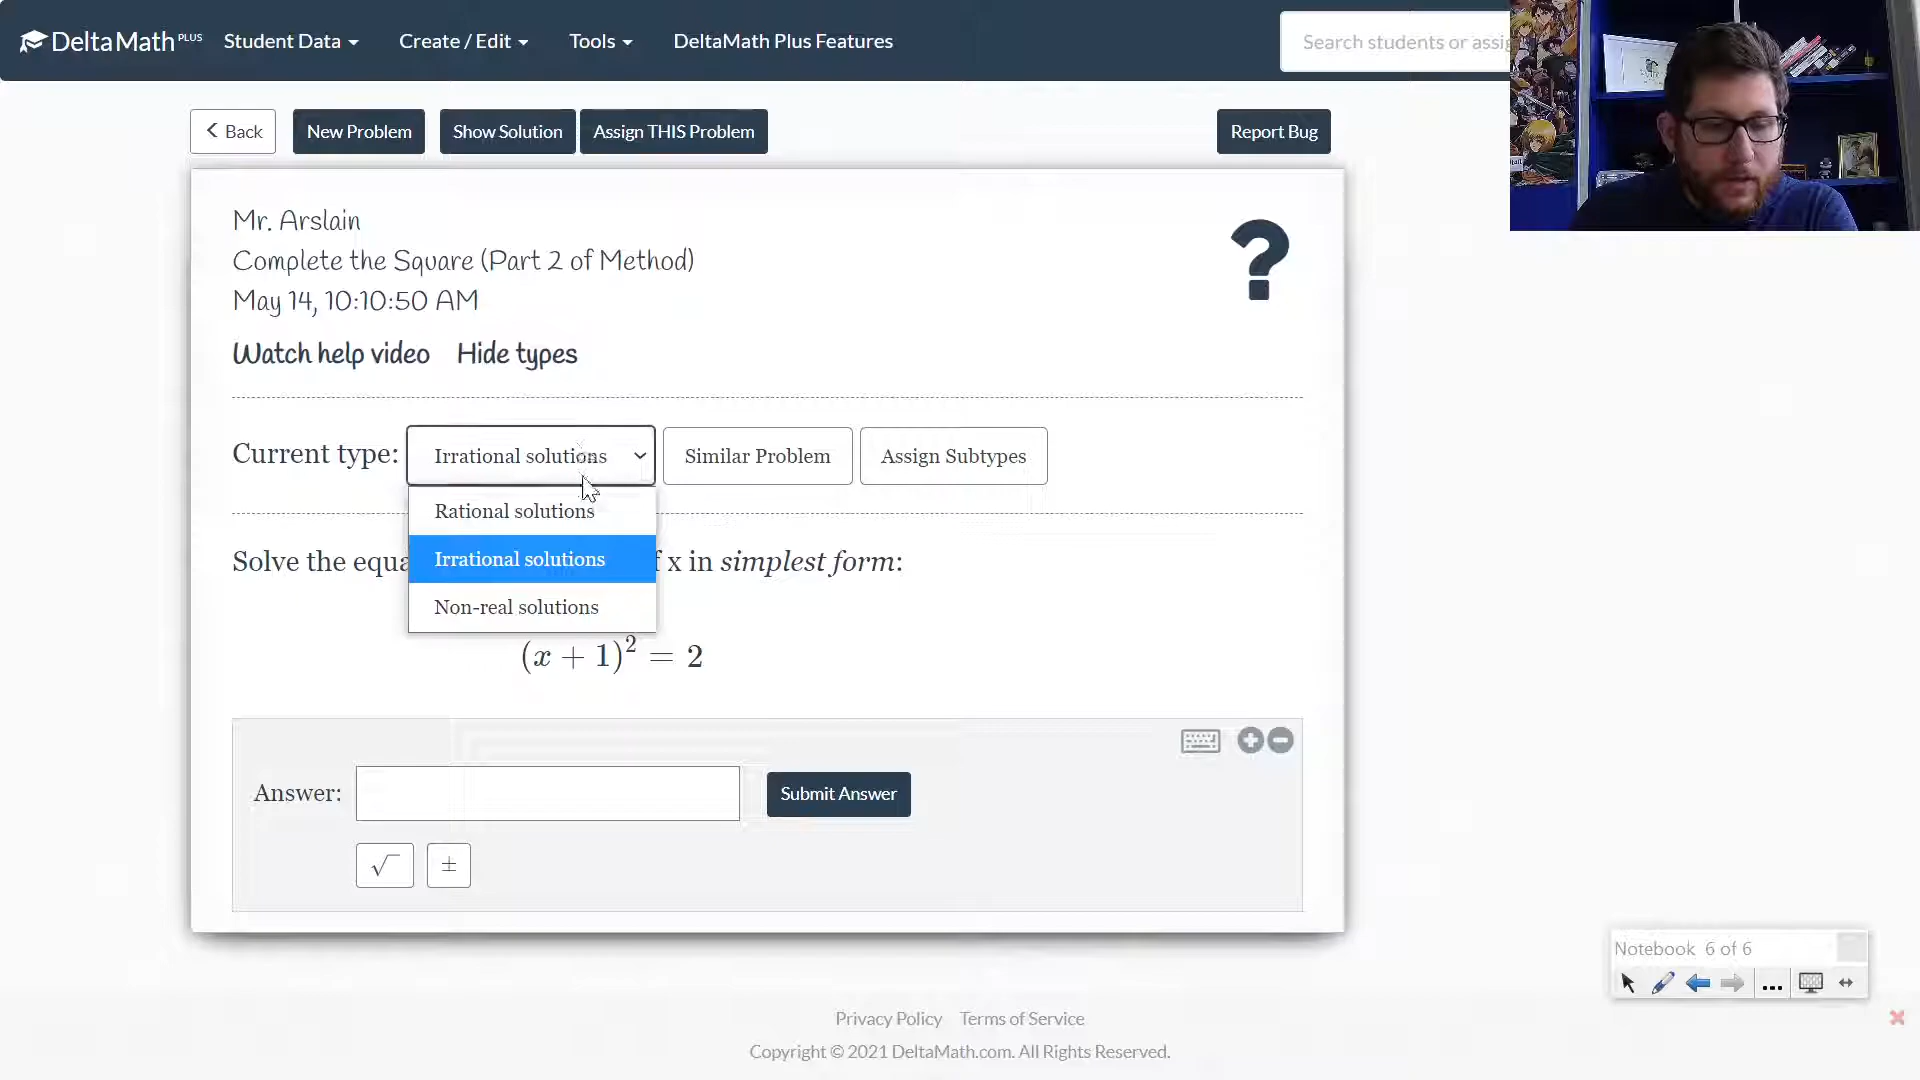 DeltaMath PLUS Student Data Create / Edit Tools DeltaMath Plus Features Search students or assig
Back New Problem Show Solution Assign THIS Problem Report Bug
Mr. Arslain
Complete the Square (Part 2 of Method)
May 14, 10:10:50 AM
?
Watch help video Hide types
Current type: Irrational solutions Similar Problem Assign Subtypes
Rational solutions
Irrational solutions
Non-real solutions
Solve the equa f x in simplest form:
(x + 1)² = 2
Answer: Submit Answer
√ ±
Notebook 6 of 6
...
Privacy Policy Terms of Service
Copyright © 2021 DeltaMath.com. All Rights Reserved.